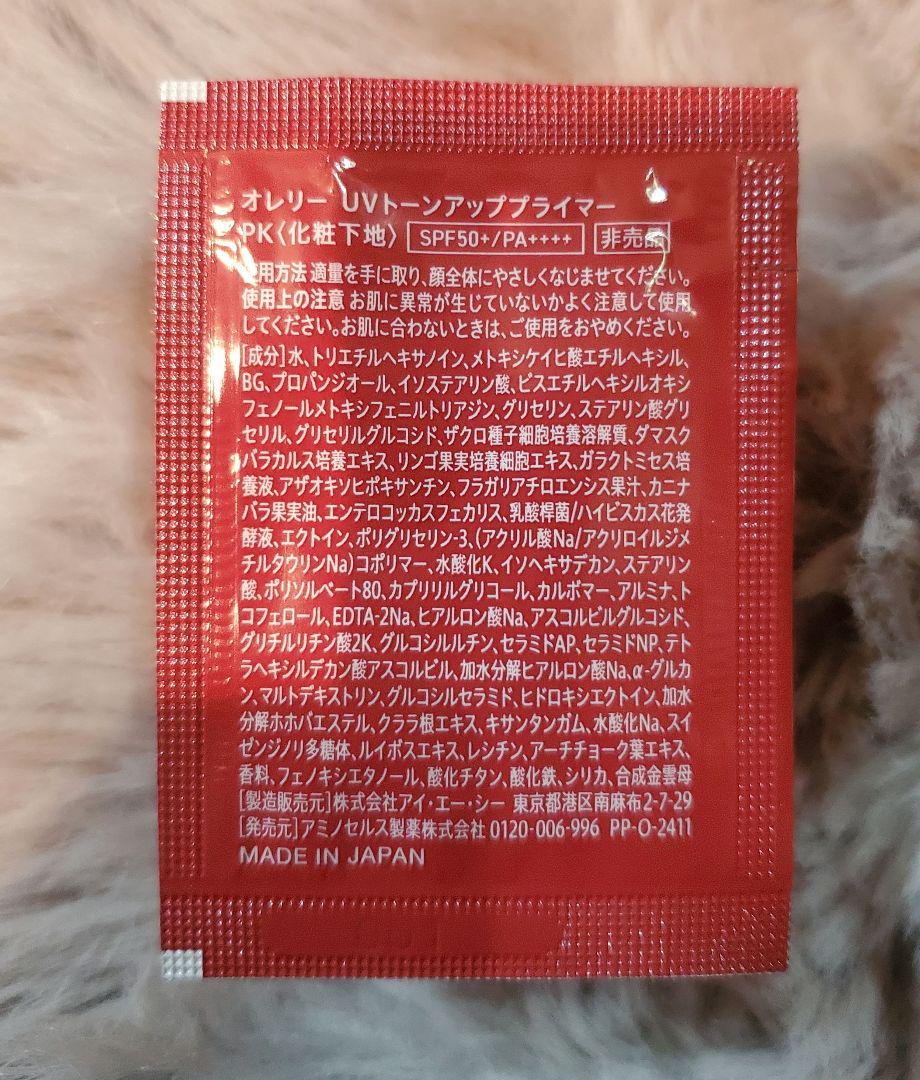 オレリー UVトーンアッププライマー
PK〈化粧下地〉 SPF50+/PA++++ 非売品
使用方法 適量を手に取り、顔全体にやさしくなじませてください。
使用上の注意 お肌に異常が生じていないかよく注意して使用
してください。お肌に合わないときは、ご使用をおやめください。
[成分]水、トリエチルヘキサノイン、メトキシケイヒ酸エチルヘキシル、
BG、プロパンジオール、イソステアリン酸、ビスエチルヘキシルオキシ
フェノールメトキシフェニルトリアジン、グリセリン、ステアリン酸グリ
セリル、グリセリルグルコシド、ザクロ種子細胞培養溶解質、ダマスク
バラカルス培養エキス、リンゴ果実培養細胞エキス、ガラクトミセス培
養液、アザオキソヒポキサンチン、フラガリアチロエンシス果汁、カニナ
バラ果実油、エンテロコッカスフェカリス、乳酸桿菌/ハイビスカス花発
酵液、エクトイン、ポリグリセリン-3、(アクリル酸Na/アクリロイルジメ
チルタウリンNa)コポリマー、水酸化K、イソヘキサデカン、ステアリン
酸、ポリソルベート80、カプリリルグリコール、カルボマー、アルミナ、ト
コフェロール、EDTA-2Na、ヒアルロン酸Na、アスコルビルグルコシド、
グリチルリチン酸2K、グルコシルルチン、セラミドAP、セラミドNP、テト
ラヘキシルデカン酸アスコルビル、加水分解ヒアルロン酸Na、α-グルカ
ン、マルトデキストリン、グルコシルセラミド、ヒドロキシエクトイン、加水
分解ホホバエステル、クララ根エキス、キサンタンガム、水酸化Na、スイ
ゼンジノリ多糖体、ルイボスエキス、レシチン、アーチチョーク葉エキス、
香料、フェノキシエタノール、酸化チタン、酸化鉄、シリカ、合成金雲母
[製造販売元]株式会社アイ・エー・シー 東京都港区南麻布2-7-29
[発売元]アミノセルス製薬株式会社 0120-006-996 PP-O-2411
MADE IN JAPAN